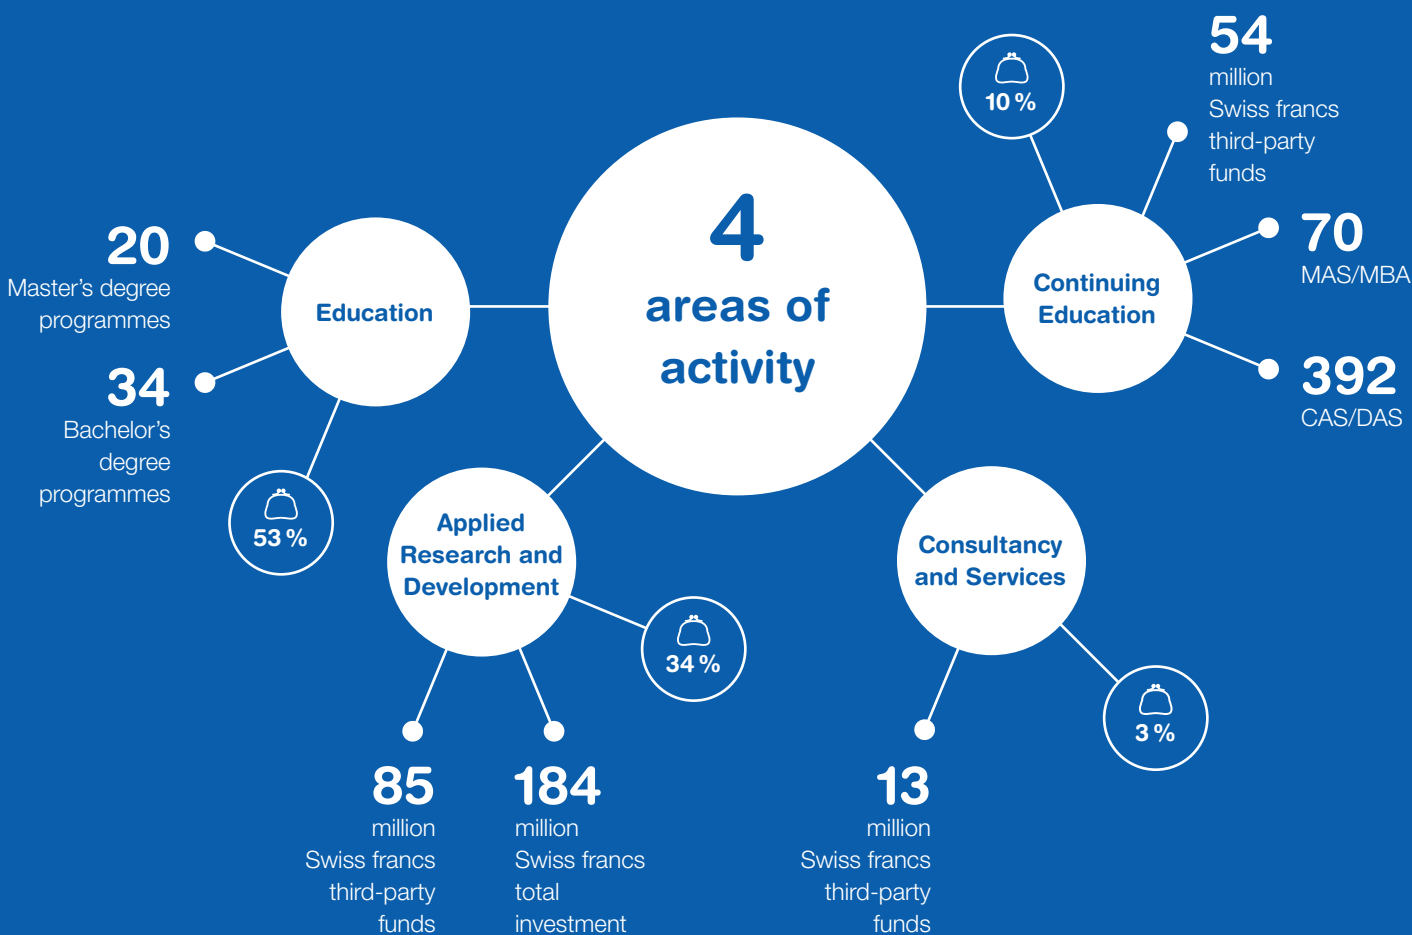 4
areas of
activity
Education
20
Master’s degree
programmes
34
Bachelor’s
degree
programmes
53 %
Applied
Research and
Development
34 %
85
million
Swiss francs
third-party
funds
184
million
Swiss francs
total
investment
Consultancy
and Services
3 %
13
million
Swiss francs
third-party
funds
Continuing
Education
10 %
54
million
Swiss francs
third-party
funds
70
MAS/MBA
392
CAS/DAS